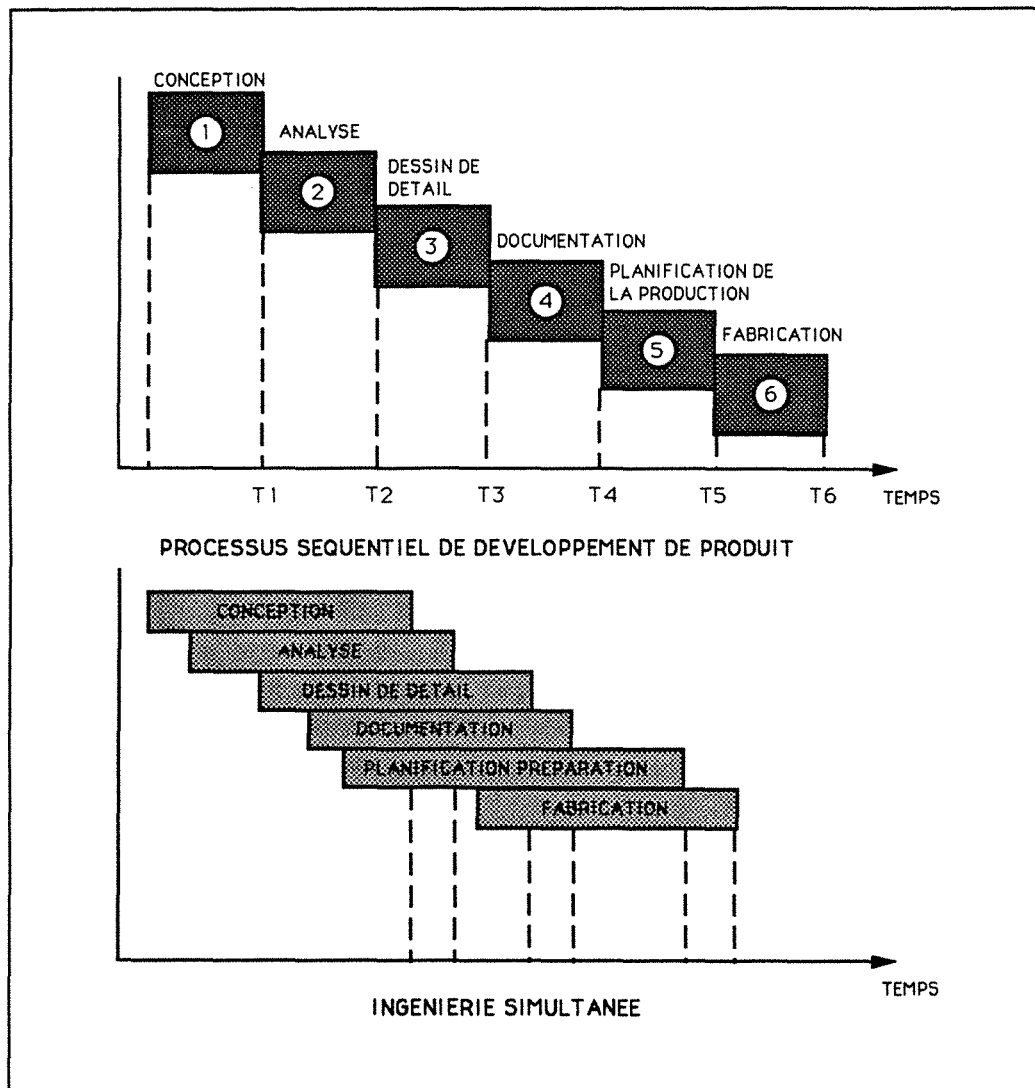 CONCEPTION
1
ANALYSE
2
DESSIN DE
DETAIL
3
DOCUMENTATION
4
PLANIFICATION DE
LA PRODUCTION
5
FABRICATION
6
T1 T2 T3 T4 T5 T6 TEMPS
PROCESSUS SEQUENTIEL DE DEVELOPPEMENT DE PRODUIT
CONCEPTION
ANALYSE
DESSIN DE DETAIL
DOCUMENTATION
PLANIFICATION PREPARATION
FABRICATION
TEMPS
INGENIERIE SIMULTANEE